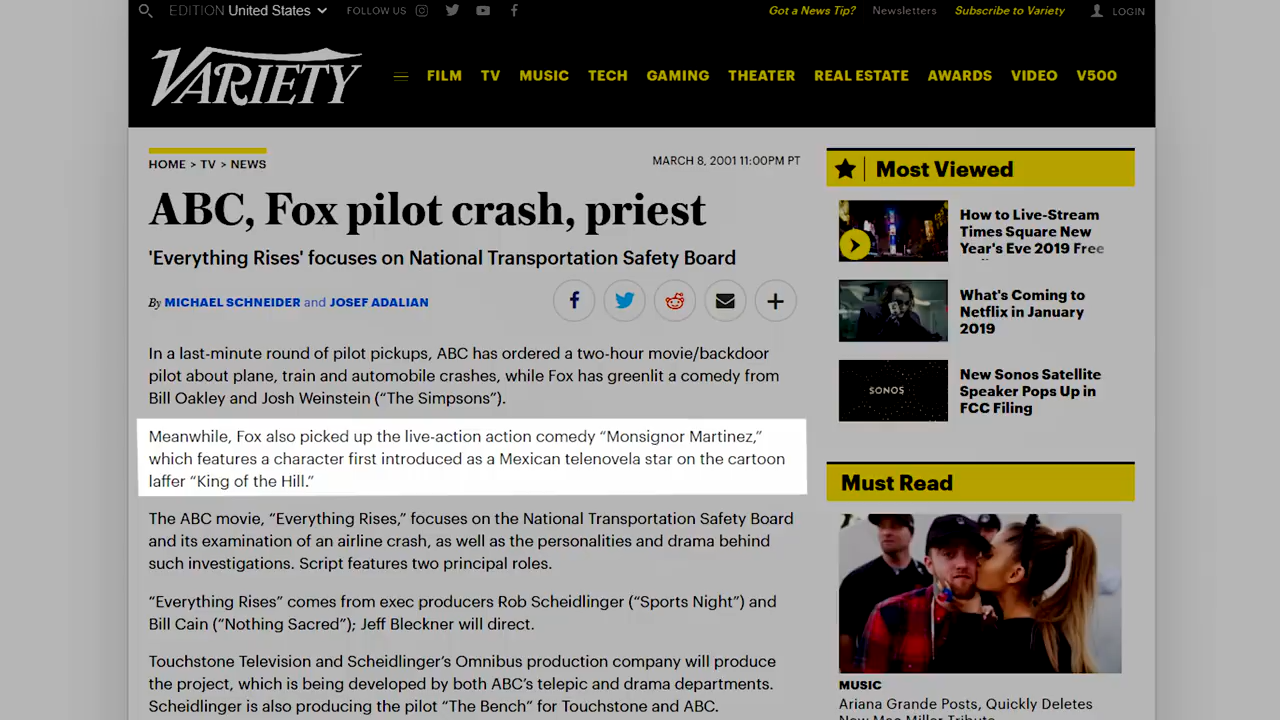 EDITION United States
FOLLOW US
Got a News Tip?
Newsletters
Subscribe to Variety
LOGIN
VARIETY
FILM TV MUSIC TECH GAMING THEATER REAL ESTATE AWARDS VIDEO V500
HOME > TV > NEWS
MARCH 8, 2001 11:00PM PT
ABC, Fox pilot crash, priest
'Everything Rises' focuses on National Transportation Safety Board
By MICHAEL SCHNEIDER and JOSEF ADALIAN
In a last-minute round of pilot pickups, ABC has ordered a two-hour movie/backdoor
pilot about plane, train and automobile crashes, while Fox has greenlit a comedy from
Bill Oakley and Josh Weinstein (“The Simpsons”).
Meanwhile, Fox also picked up the live-action action comedy “Monsignor Martinez,”
which features a character first introduced as a Mexican telenovela star on the cartoon
laffer “King of the Hill.”
The ABC movie, “Everything Rises,” focuses on the National Transportation Safety Board
and its examination of an airline crash, as well as the personalities and drama behind
such investigations. Script features two principal roles.
“Everything Rises” comes from exec producers Rob Scheidlinger (“Sports Night”) and
Bill Cain (“Nothing Sacred”); Jeff Bleckner will direct.
Touchstone Television and Scheidlinger’s Omnibus production company will produce
the project, which is being developed by both ABC’s telepic and drama departments.
Scheidlinger is also producing the pilot “The Bench” for Touchstone and ABC.
Most Viewed
How to Live-Stream
Times Square New
Year's Eve 2019 Free
What's Coming to
Netflix in January
2019
SONOS
New Sonos Satellite
Speaker Pops Up in
FCC Filing
Must Read
MUSIC
Ariana Grande Posts, Quickly Deletes
New Mac Miller Tribute